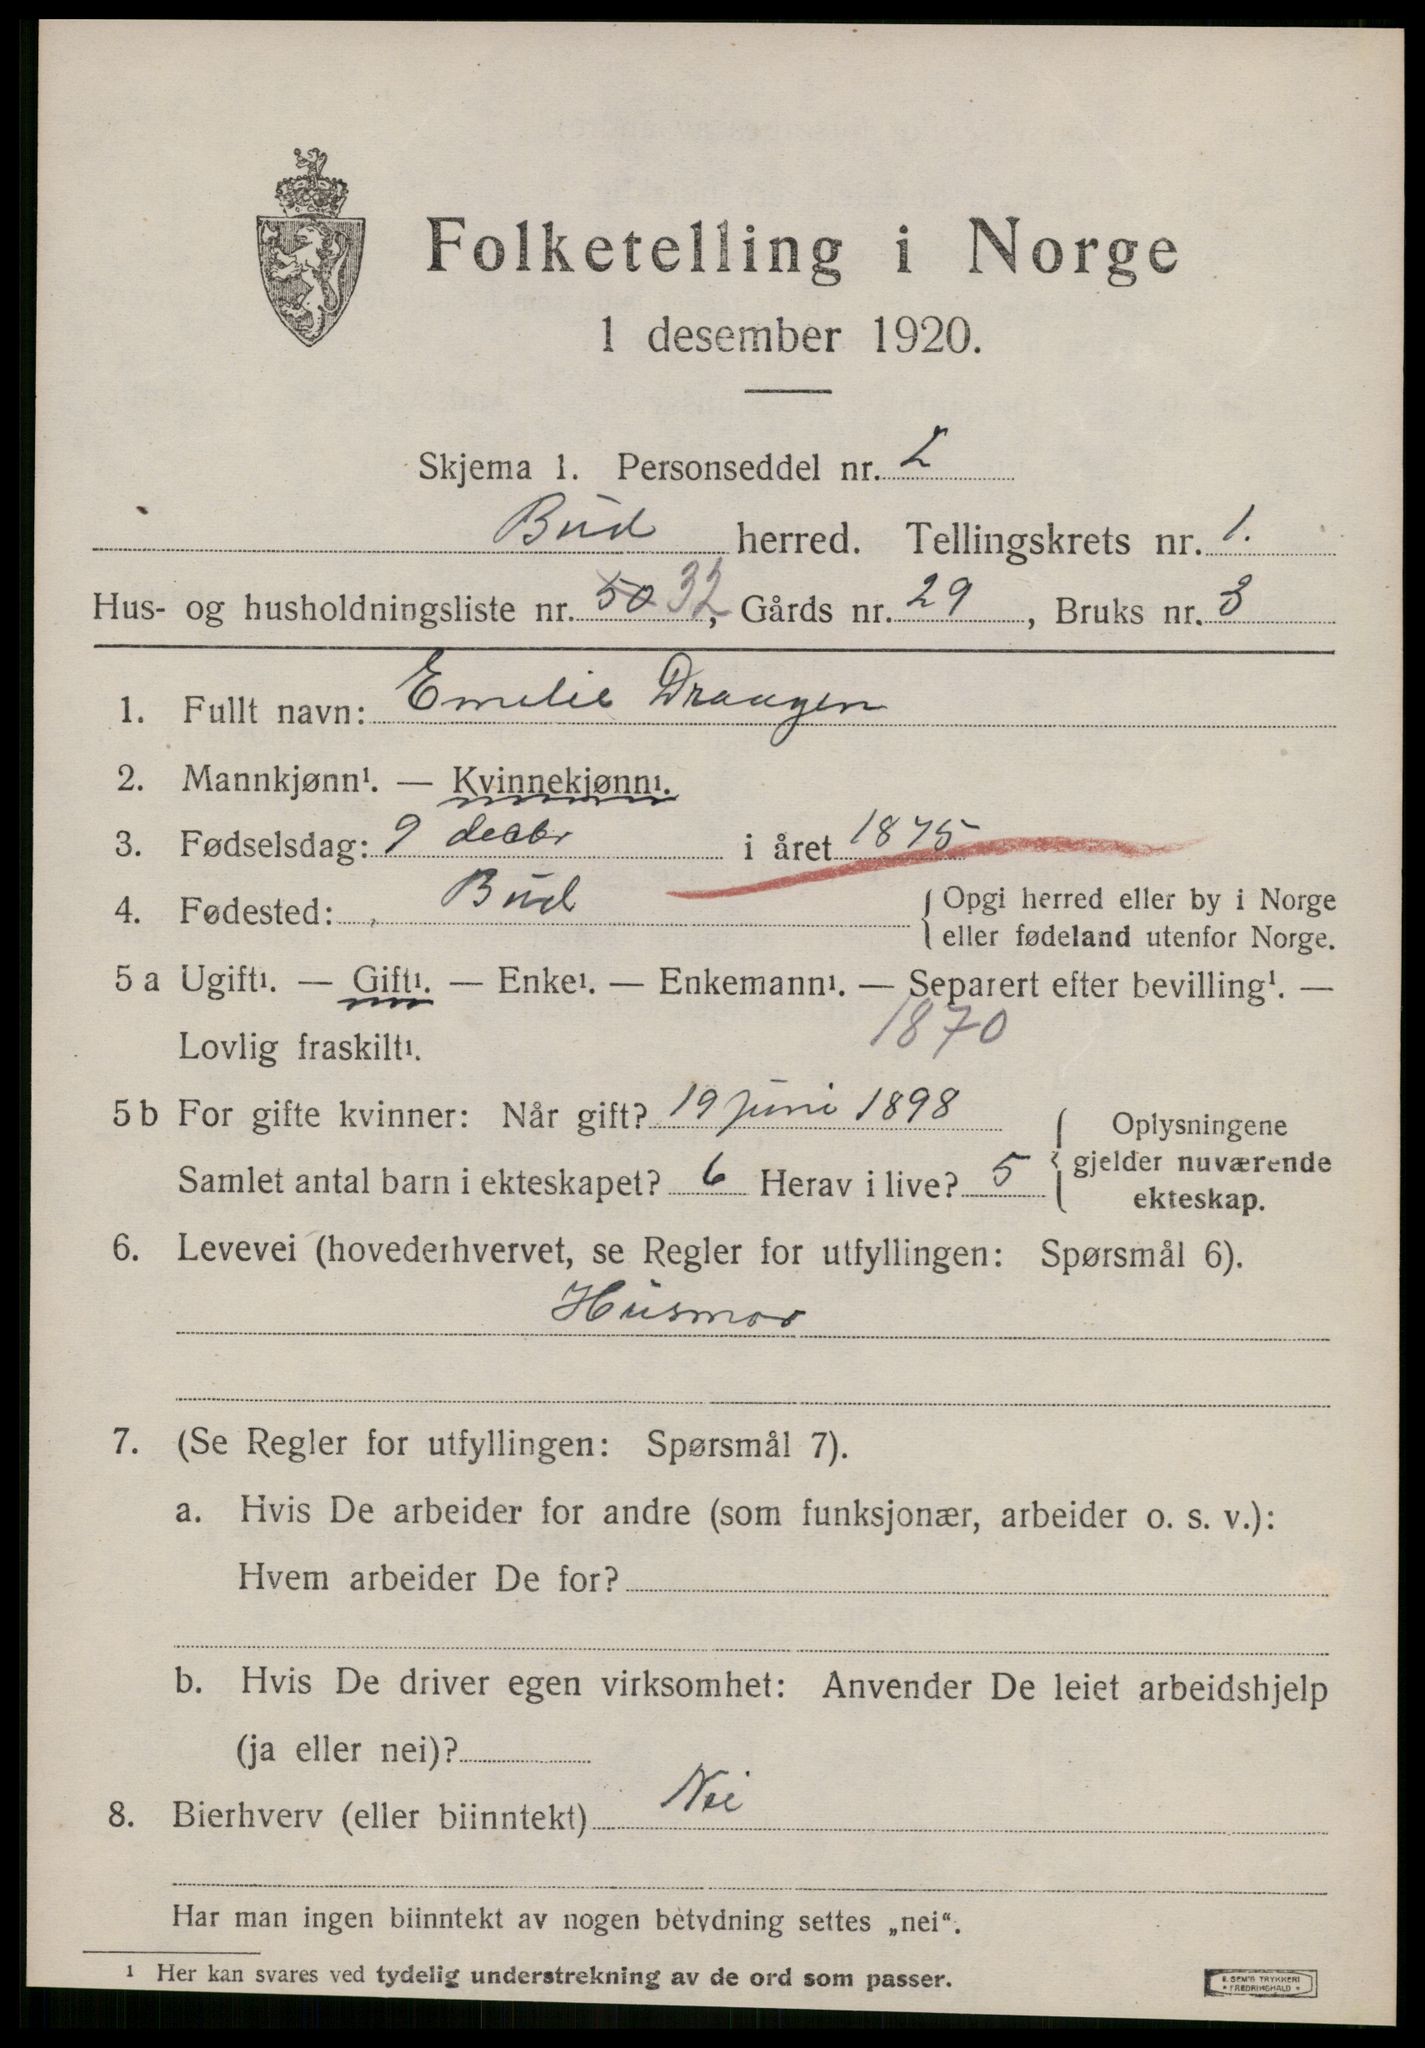 Folketelling i Norge
1 desember 1920.
Skjema 1. Personseddel nr. 2
Bud herred. Tellingskrets nr. 1.
Hus- og husholdningsliste nr. 50 32, Gårds nr. 29, Bruks nr. 3
1. Fullt navn: Emelie Draagen
2. Mannkjønn¹. — Kvinnekjønn¹.
3. Fødselsdag: 9 decbr i året 1875
4. Fødested: Bud { Opgi herred eller by i Norge
eller fødeland utenfor Norge.
5 a Ugift¹. — Gift¹. — Enke¹. — Enkemann¹. — Separert efter bevilling¹. —
Lovlig fraskilt¹. 1870
5 b For gifte kvinner: Når gift? 19 juni 1898
Samlet antal barn i ekteskapet? 6 Herav i live? 5
{ Oplysningene
gjelder nuværende
ekteskap.
6. Levevei (hovederhvervet, se Regler for utfyllingen: Spørsmål 6).
Husmor
7. (Se Regler for utfyllingen: Spørsmål 7).
a. Hvis De arbeider for andre (som funksjonær, arbeider o. s. v.):
Hvem arbeider De for?
b. Hvis De driver egen virksomhet: Anvender De leiet arbeidshjelp
(ja eller nei)?
8. Bierhverv (eller biinntekt) Nei
Har man ingen biinntekt av nogen betydning settes „nei“.
¹ Her kan svares ved tydelig understrekning av de ord som passer.
E. SEM'S TRYKKERI
• FREDRIKSHALD •